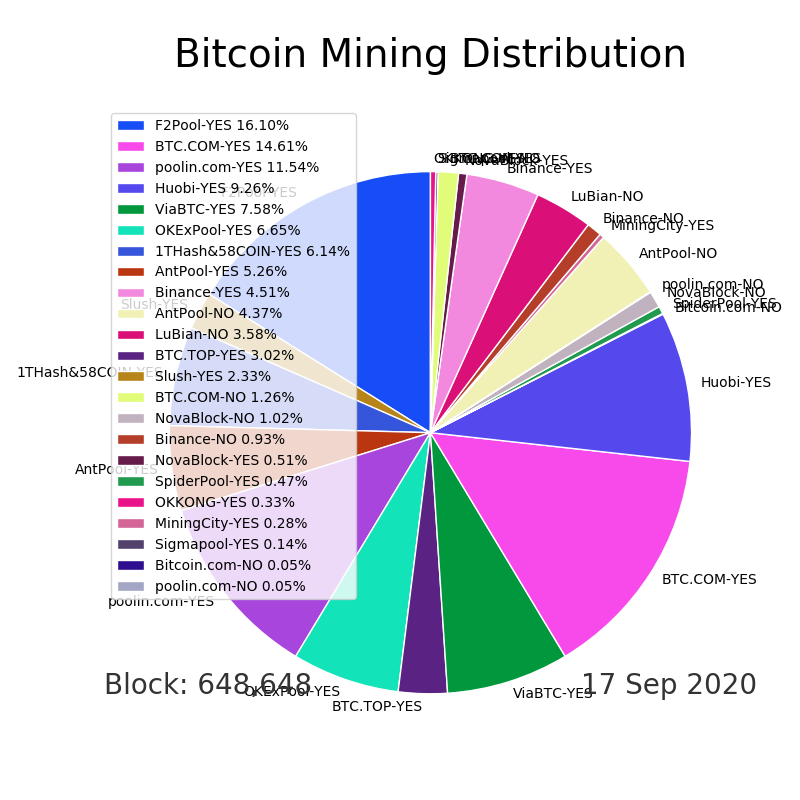 Bitcoin Mining Distribution
F2Pool-YES 16.10%
BTC.COM-YES 14.61%
poolin.com-YES 11.54%
Huobi-YES 9.26%
ViaBTC-YES 7.58%
OKExPool-YES 6.65%
1THash&58COIN-YES 6.14%
AntPool-YES 5.26%
Binance-YES 4.51%
AntPool-NO 4.37%
LuBian-NO 3.58%
BTC.TOP-YES 3.02%
Slush-YES 2.33%
BTC.COM-NO 1.26%
NovaBlock-NO 1.02%
Binance-NO 0.93%
NovaBlock-YES 0.51%
SpiderPool-YES 0.47%
OKKONG-YES 0.33%
MiningCity-YES 0.28%
Sigmapool-YES 0.14%
Bitcoin.com-NO 0.05%
poolin.com-NO 0.05%
F2Pool-YES
Slush-YES
1THash&58COIN-YES
AntPool-YES
poolin.com-YES
OKExPool-YES
BTC.TOP-YES
ViaBTC-YES
BTC.COM-YES
Huobi-YES
Bitcoin.com-NO
SpiderPool-YES
NovaBlock-NO
poolin.com-NO
AntPool-NO
MiningCity-YES
Binance-NO
LuBian-NO
Binance-YES
NovaBlock-YES
Block: 648,648
17 Sep 2020